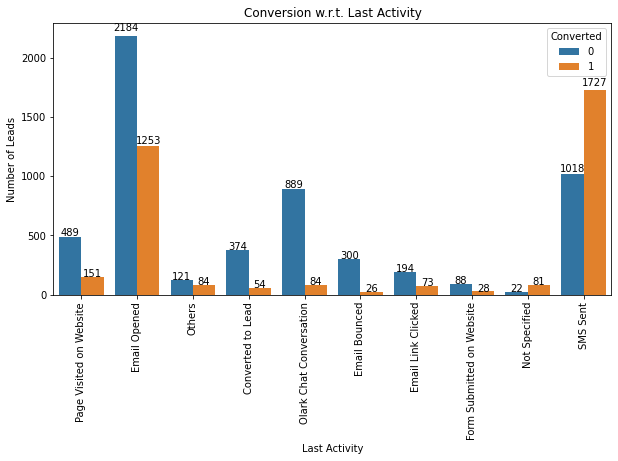 Conversion w.r.t. Last Activity
Converted
0
1
Number of Leads
2000
1500
1000
500
0
489
151
2184
1253
121
84
374
54
889
84
300
26
194
73
88
28
22
81
1018
1727
Page Visited on Website
Email Opened
Others
Converted to Lead
Olark Chat Conversation
Email Bounced
Email Link Clicked
Form Submitted on Website
Not Specified
SMS Sent
Last Activity